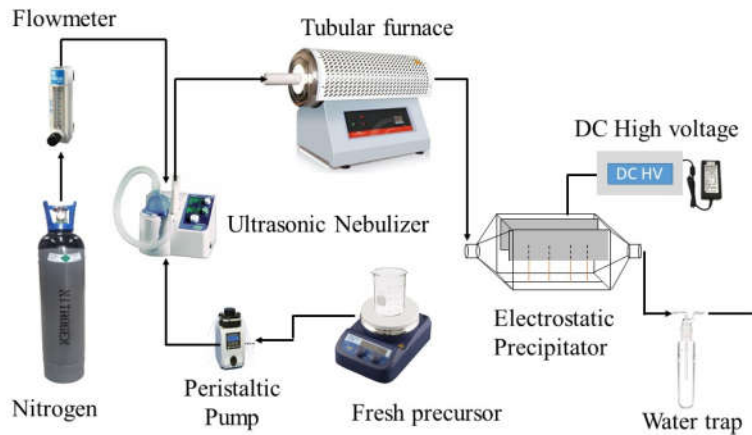 Flowmeter
Tubular furnace
DC High voltage
DC HV
Ultrasonic Nebulizer
Electrostatic
Precipitator
Peristaltic
Pump
Nitrogen
Fresh precursor
Water trap